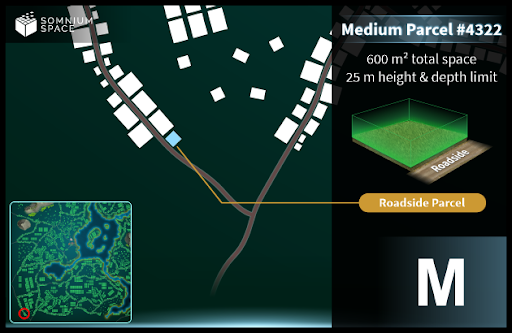 SOMNIUM
SPACE
Medium Parcel #4322
600 m² total space
25 m height & depth limit
Roadside
Roadside Parcel
M